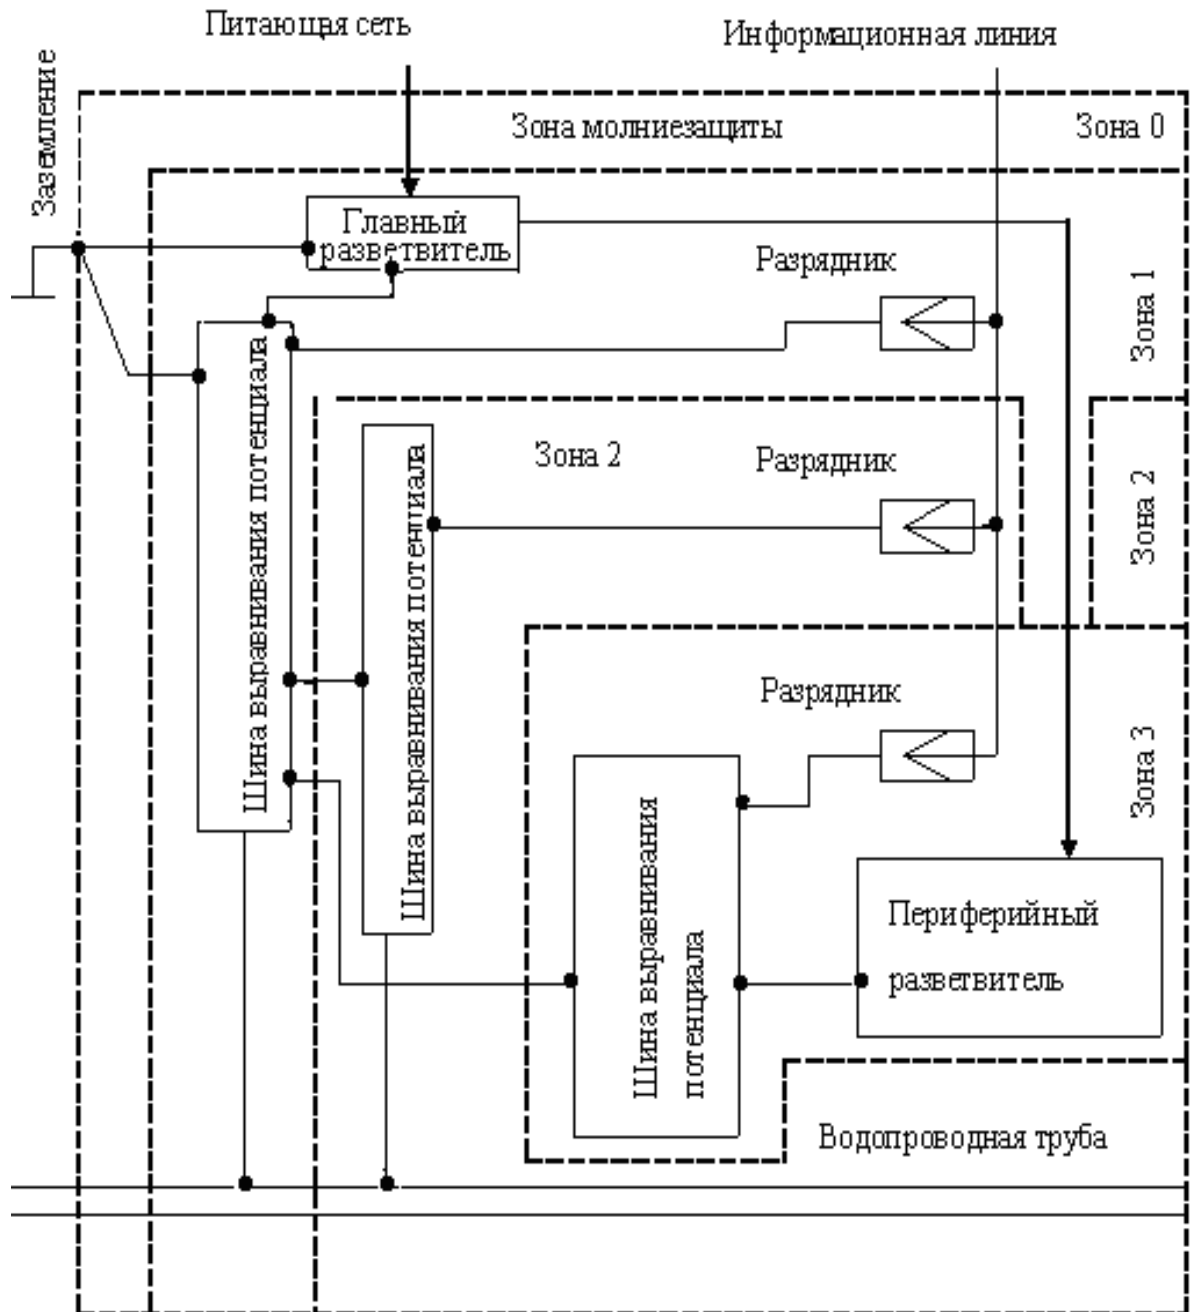 Питающая сеть
Информационная линия
Заземление
Зона молниезащиты
Зона 0
Главный
разветвитель
Разрядник
Зона 1
Шина выравнивания потенциала
Зона 2
Разрядник
Шина выравнивания потенциала
Зона 2
Разрядник
Зона 3
Шина выравнивания
потенциала
Периферийный
разветвитель
Водопроводная труба